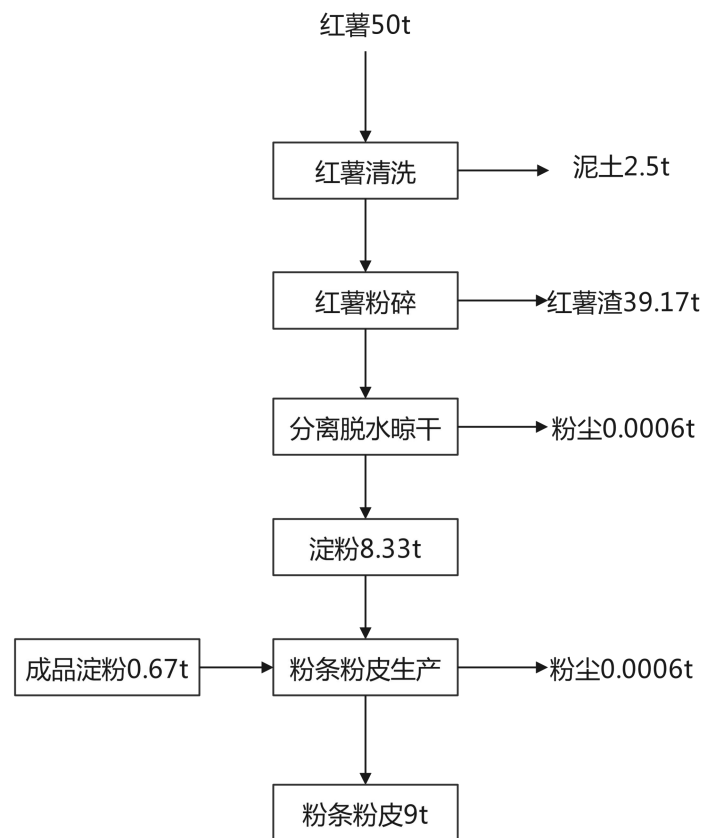 红薯50t
红薯清洗
泥土2.5t
红薯粉碎
红薯渣39.17t
分离脱水晾干
粉尘0.0006t
淀粉8.33t
成品淀粉0.67t
粉条粉皮生产
粉尘0.0006t
粉条粉皮9t